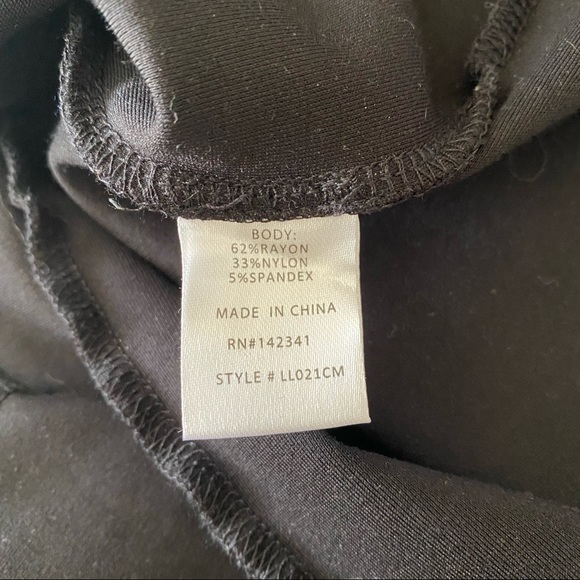 BODY:
62%RAYON
33%NYLON
5%SPANDEX
MADE IN CHINA
RN#142341
STYLE # LL021CM